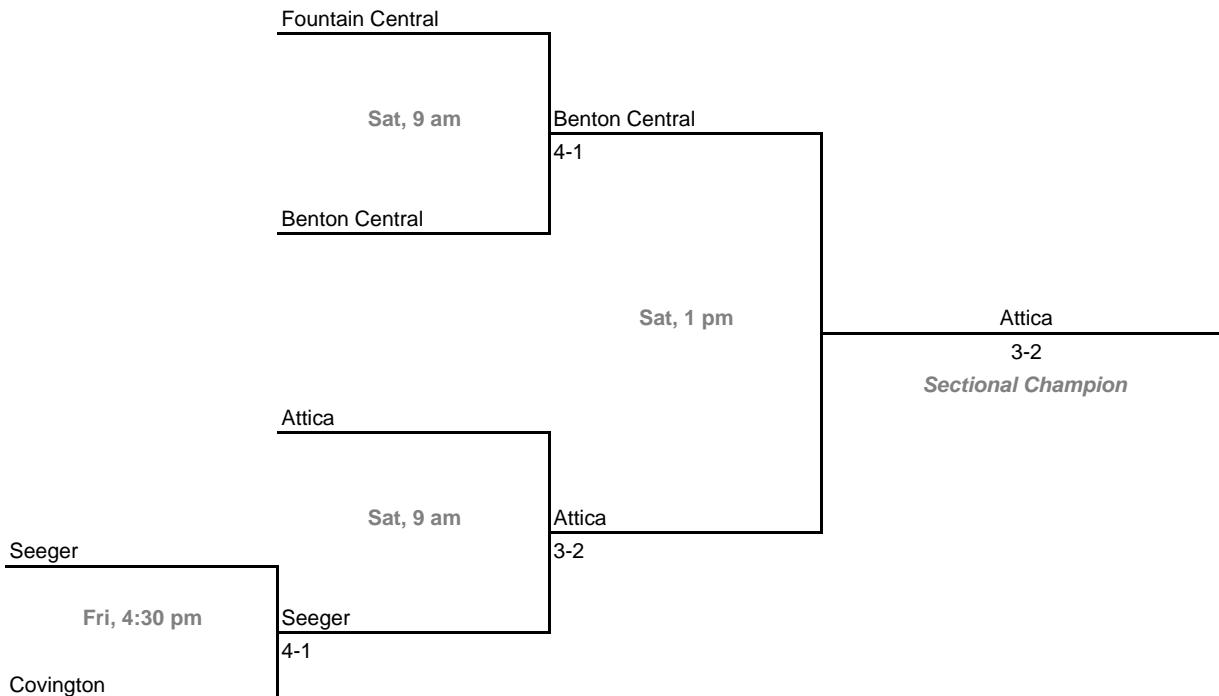 Fountain Central
Sat, 9 am
Benton Central
4-1
Benton Central
Sat, 1 pm
Attica
3-2
Sectional Champion
Attica
Sat, 9 am
Attica
3-2
Seeger
Fri, 4:30 pm
Seeger
4-1
Covington